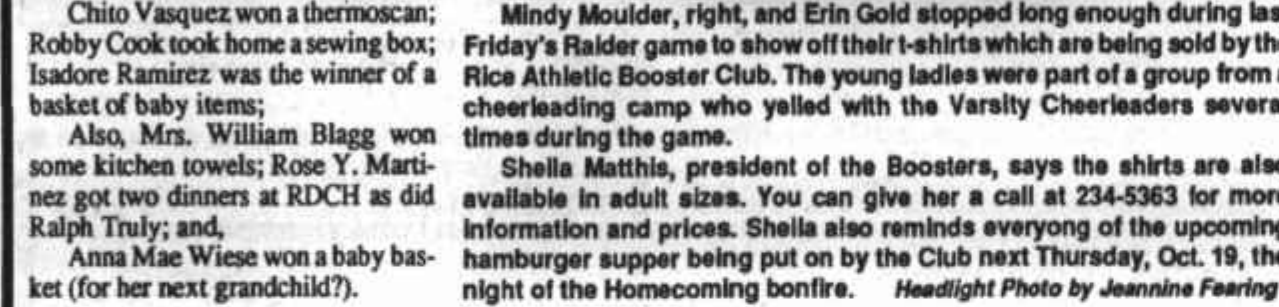 Chito Vasquez won a thermoscan;
Robby Cook took home a sewing box;
Isadore Ramirez was the winner of a
basket of baby items;
Also, Mrs. William Blagg won
some kitchen towels; Rose Y. Marti-
nez got two dinners at RDCH as did
Ralph Truly; and,
Anna Mae Wiese won a baby bas-
ket (for her next grandchild?).
Mindy Moulder, right, and Erin Gold stopped long enough during las
Friday's Raider game to show off their t-shirts which are being sold by th
Rice Athletic Booster Club. The young ladies were part of a group from
cheerleading camp who yelled with the Varsity Cheerleaders severa
times during the game.
Sheila Matthis, president of the Boosters, says the shirts are als
available in adult sizes. You can give her a call at 234-5363 for mor
information and prices. Sheila also reminds everyong of the upcoming
hamburger supper being put on by the Club next Thursday, Oct. 19, the
night of the Homecoming bonfire. Headlight Photo by Jeannine Fearing